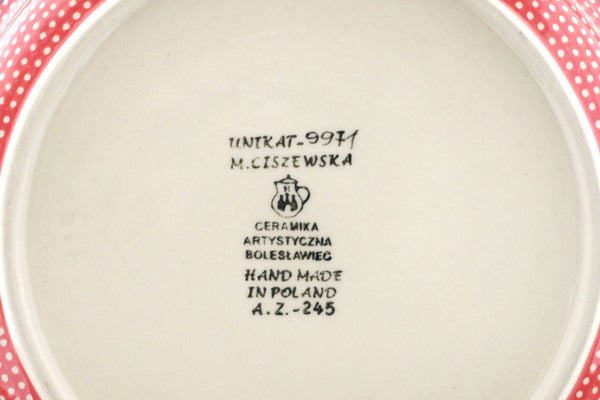 UNIKAT-9971
M.CISZEWSKA
CERAMIKA
ARTYSTYCZNA
BOLESŁAWIEC
HAND MADE
IN POLAND
A.Z.-245